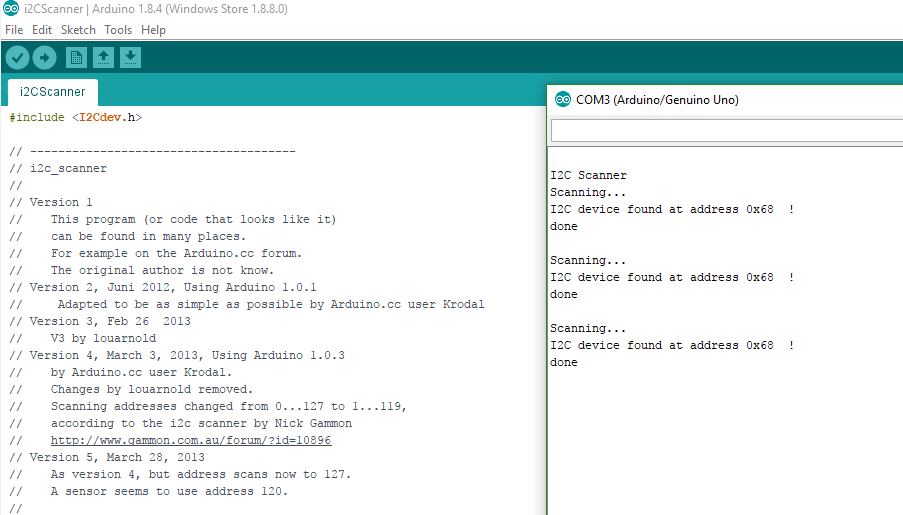 i2CScanner | Arduino 1.8.4 (Windows Store 1.8.8.0)
File Edit Sketch Tools Help
i2CScanner
#include <I2Cdev.h>
// --------------------------------------
// i2c_scanner
//
// Version 1
//    This program (or code that looks like it)
//    can be found in many places.
//    For example on the Arduino.cc forum.
//    The original author is not know.
// Version 2, Juni 2012, Using Arduino 1.0.1
//     Adapted to be as simple as possible by Arduino.cc user Krodal
// Version 3, Feb 26  2013
//    V3 by louarnold
// Version 4, March 3, 2013, Using Arduino 1.0.3
//    by Arduino.cc user Krodal.
//    Changes by louarnold removed.
//    Scanning addresses changed from 0...127 to 1...119,
//    according to the i2c scanner by Nick Gammon
//    http://www.gammon.com.au/forum/?id=10896
// Version 5, March 28, 2013
//    As version 4, but address scans now to 127.
//    A sensor seems to use address 120.
//
COM3 (Arduino/Genuino Uno)
I2C Scanner
Scanning...
I2C device found at address 0x68  !
done
Scanning...
I2C device found at address 0x68  !
done
Scanning...
I2C device found at address 0x68  !
done